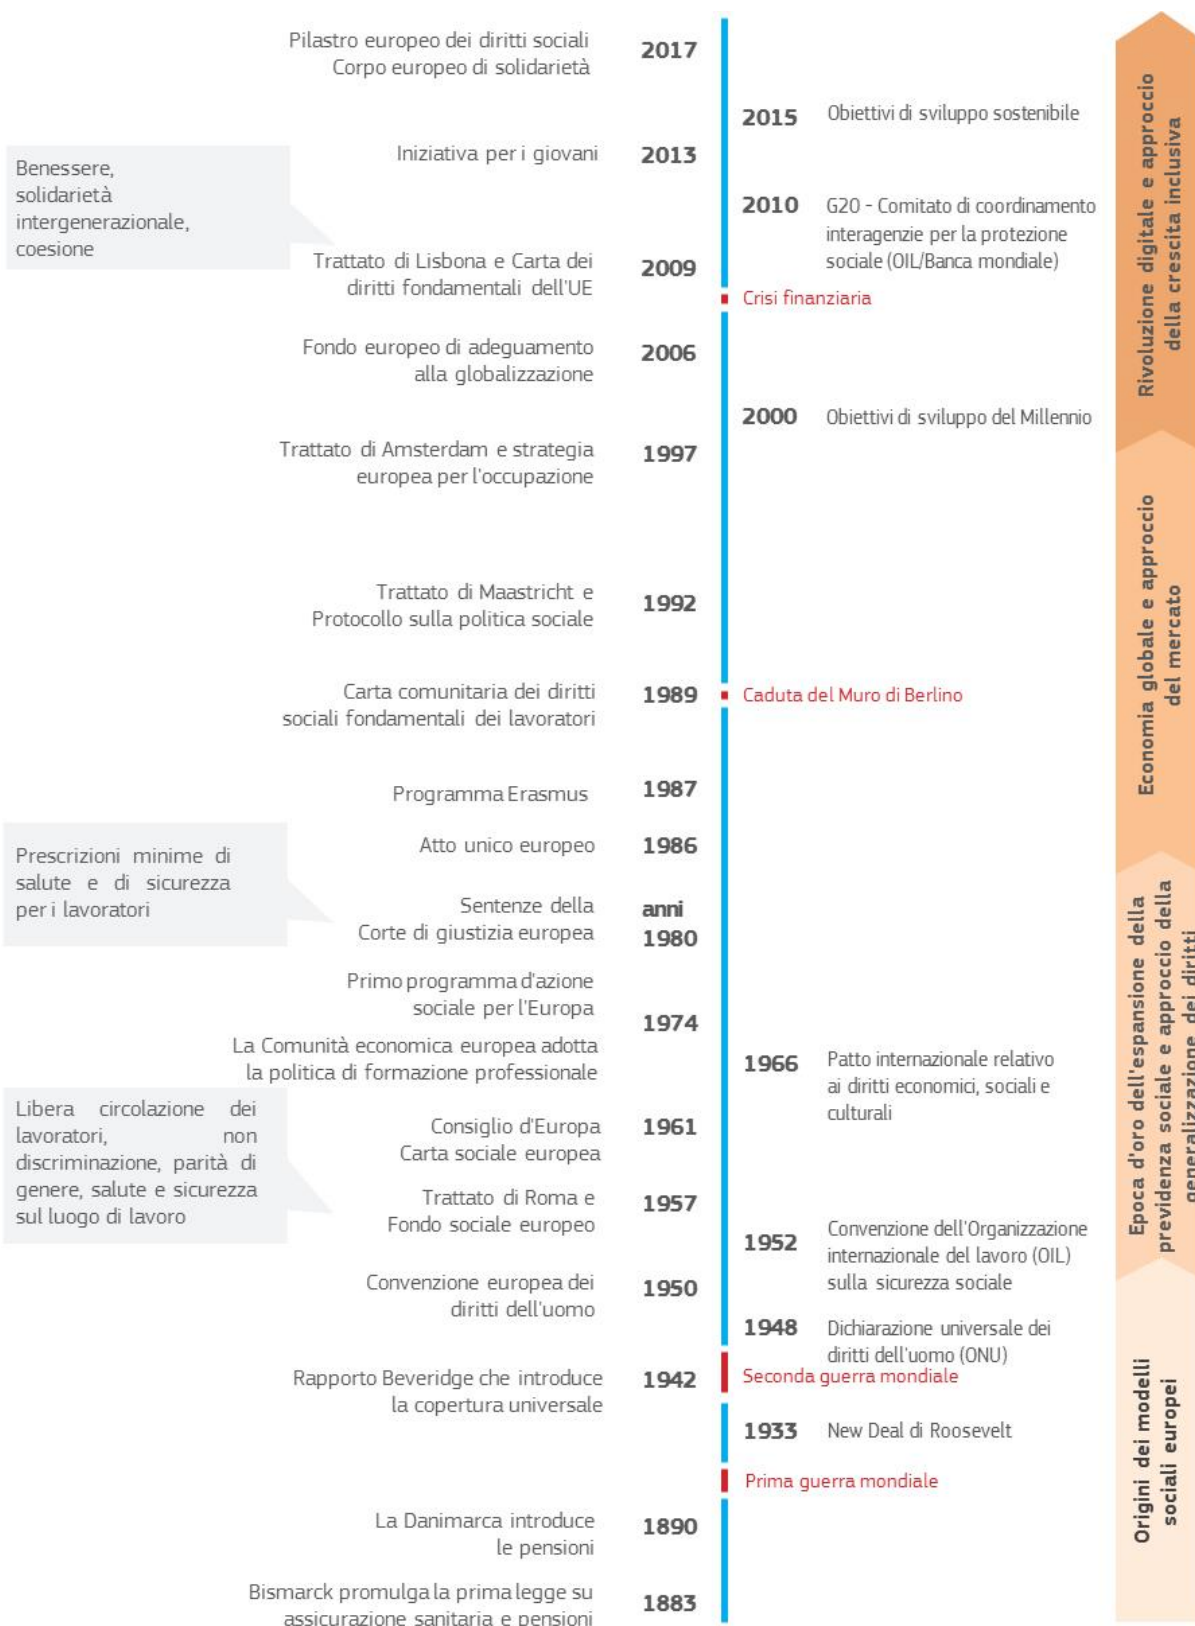 Pilastro europeo dei diritti sociali
Corpo europeo di solidarietà
2017
2015
Obiettivi di sviluppo sostenibile
Iniziativa per i giovani
2013
Benessere,
solidarietà
intergenerazionale,
coesione
2010
G20 - Comitato di coordinamento
interagenzie per la protezione
sociale (OIL/Banca mondiale)
Trattato di Lisbona e Carta dei
diritti fondamentali dell'UE
2009
Crisi finanziaria
Fondo europeo di adeguamento
alla globalizzazione
2006
2000
Obiettivi di sviluppo del Millennio
Trattato di Amsterdam e strategia
europea per l'occupazione
1997
Trattato di Maastricht e
Protocollo sulla politica sociale
1992
Carta comunitaria dei diritti
sociali fondamentali dei lavoratori
1989
Caduta del Muro di Berlino
Programma Erasmus
1987
Atto unico europeo
1986
Prescrizioni minime di
salute e di sicurezza
per i lavoratori
Sentenze della
Corte di giustizia europea
anni
1980
Primo programma d'azione
sociale per l'Europa
1974
La Comunità economica europea adotta
la politica di formazione professionale
1966
Patto internazionale relativo
ai diritti economici, sociali e
culturali
Libera circolazione dei
lavoratori, non
discriminazione, parità di
genere, salute e sicurezza
sul luogo di lavoro
Consiglio d'Europa
Carta sociale europea
1961
Trattato di Roma e
Fondo sociale europeo
1957
1952
Convenzione dell'Organizzazione
internazionale del lavoro (OIL)
sulla sicurezza sociale
Convenzione europea dei
diritti dell'uomo
1950
1948
Dichiarazione universale dei
diritti dell'uomo (ONU)
Rapporto Beveridge che introduce
la copertura universale
1942
Seconda guerra mondiale
1933
New Deal di Roosevelt
Prima guerra mondiale
La Danimarca introduce
le pensioni
1890
Bismarck promulga la prima legge su
assicurazione sanitaria e pensioni
1883
Rivoluzione digitale e approccio
della crescita inclusiva
Economia globale e approccio
del mercato
Epoca d'oro dell'espansione della
previdenza sociale e approccio della
generalizzazione dei diritti
Origini dei modelli
sociali europei